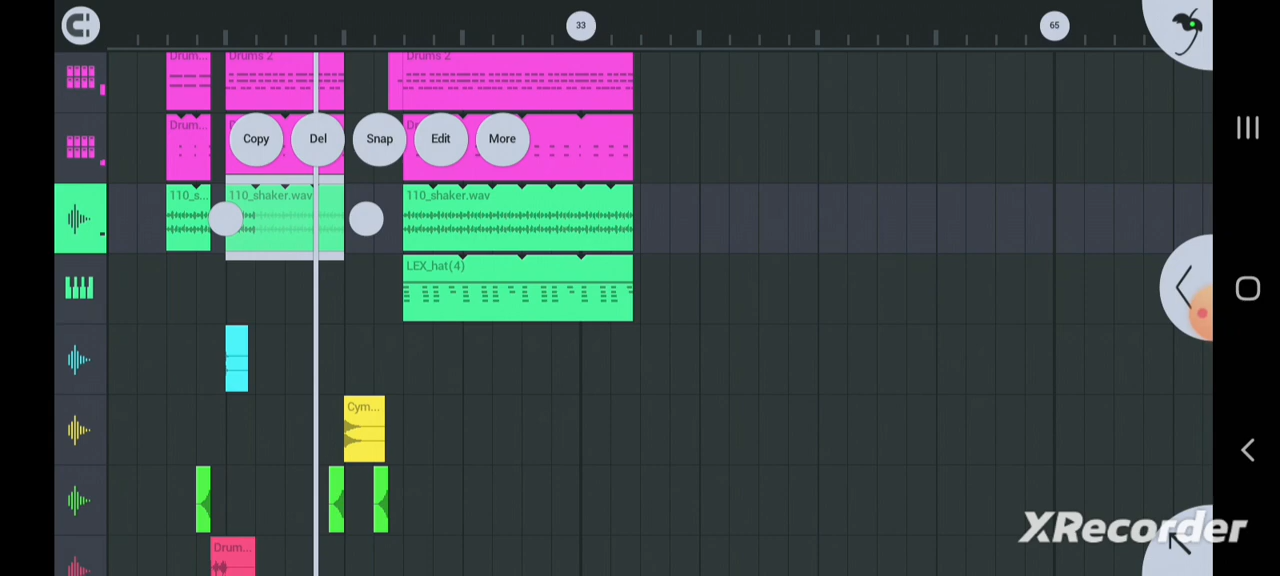 33
65
Drum...
Drums 2
Drums 2
Copy
Del
Snap
Edit
More
Drum...
Dr
110_s...
110_shaker.wav
110_shaker.wav
LEX_hat(4)
Cym...
Drum...
XRecorder